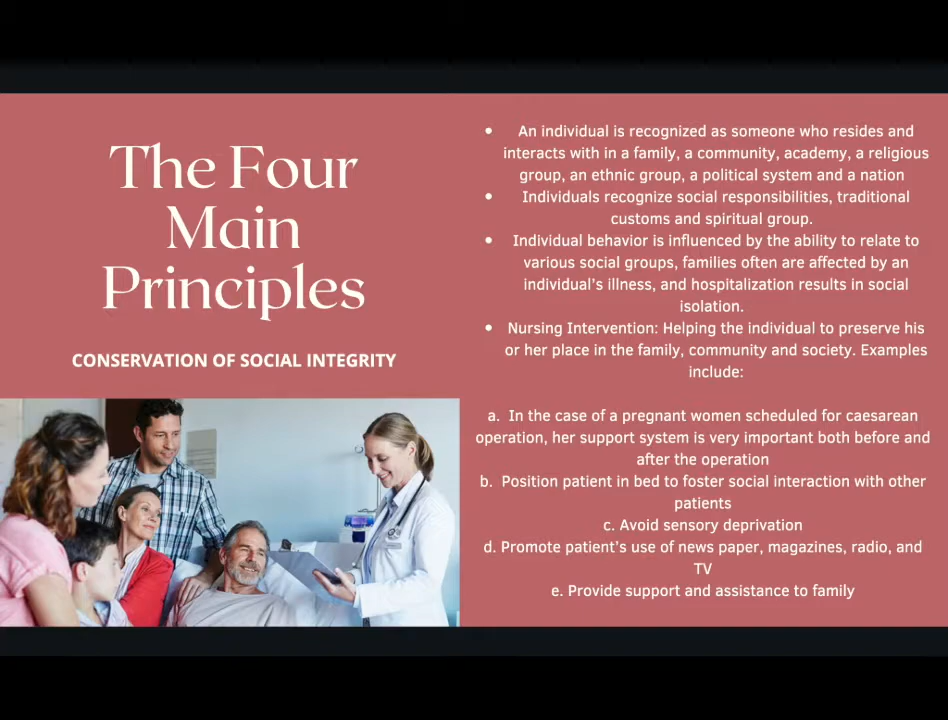 The Four
Main
Principles
CONSERVATION OF SOCIAL INTEGRITY
• An individual is recognized as someone who resides and
interacts with in a family, a community, academy, a religious
group, an ethnic group, a political system and a nation
• Individuals recognize social responsibilities, traditional
customs and spiritual group.
• Individual behavior is influenced by the ability to relate to
various social groups, families often are affected by an
individual's illness, and hospitalization results in social
isolation.
• Nursing Intervention: Helping the individual to preserve his
or her place in the family, community and society. Examples
include:
a. In the case of a pregnant women scheduled for caesarean
operation, her support system is very important both before and
after the operation
b. Position patient in bed to foster social interaction with other
patients
c. Avoid sensory deprivation
d. Promote patient's use of news paper, magazines, radio, and
TV
e. Provide support and assistance to family